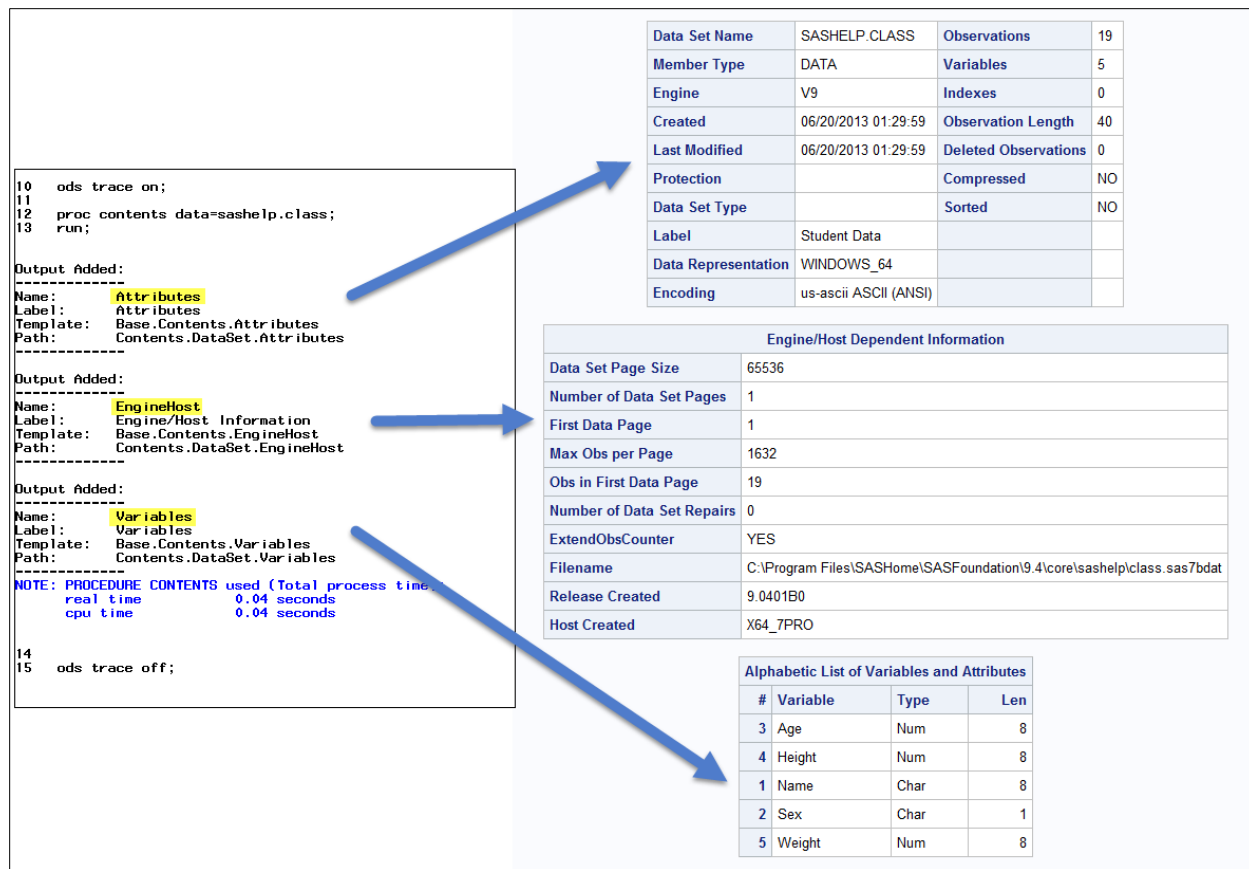 10 ods trace on;
11
12 proc contents data=sashelp.class;
13 run;
Output Added:
-------------
Name: Attributes
Label: Attributes
Template: Base.Contents.Attributes
Path: Contents.DataSet.Attributes
-------------
Output Added:
-------------
Name: EngineHost
Label: Engine/Host Information
Template: Base.Contents.EngineHost
Path: Contents.DataSet.EngineHost
-------------
Output Added:
-------------
Name: Variables
Label: Variables
Template: Base.Contents.Variables
Path: Contents.DataSet.Variables
-------------
NOTE: PROCEDURE CONTENTS used (Total process time
real time 0.04 seconds
cpu time 0.04 seconds
14
15 ods trace off;
Data Set Name SASHELP.CLASS Observations 19
Member Type DATA Variables 5
Engine V9 Indexes 0
Created 06/20/2013 01:29:59 Observation Length 40
Last Modified 06/20/2013 01:29:59 Deleted Observations 0
Protection Compressed NO
Data Set Type Sorted NO
Label Student Data
Data Representation WINDOWS_64
Encoding us-ascii ASCII (ANSI)
Engine/Host Dependent Information
Data Set Page Size 65536
Number of Data Set Pages 1
First Data Page 1
Max Obs per Page 1632
Obs in First Data Page 19
Number of Data Set Repairs 0
ExtendObsCounter YES
Filename C:\Program Files\SASHome\SASFoundation\9.4\core\sashelp\class.sas7bdat
Release Created 9.0401B0
Host Created X64_7PRO
Alphabetic List of Variables and Attributes
# Variable Type Len
3 Age Num 8
4 Height Num 8
1 Name Char 8
2 Sex Char 1
5 Weight Num 8